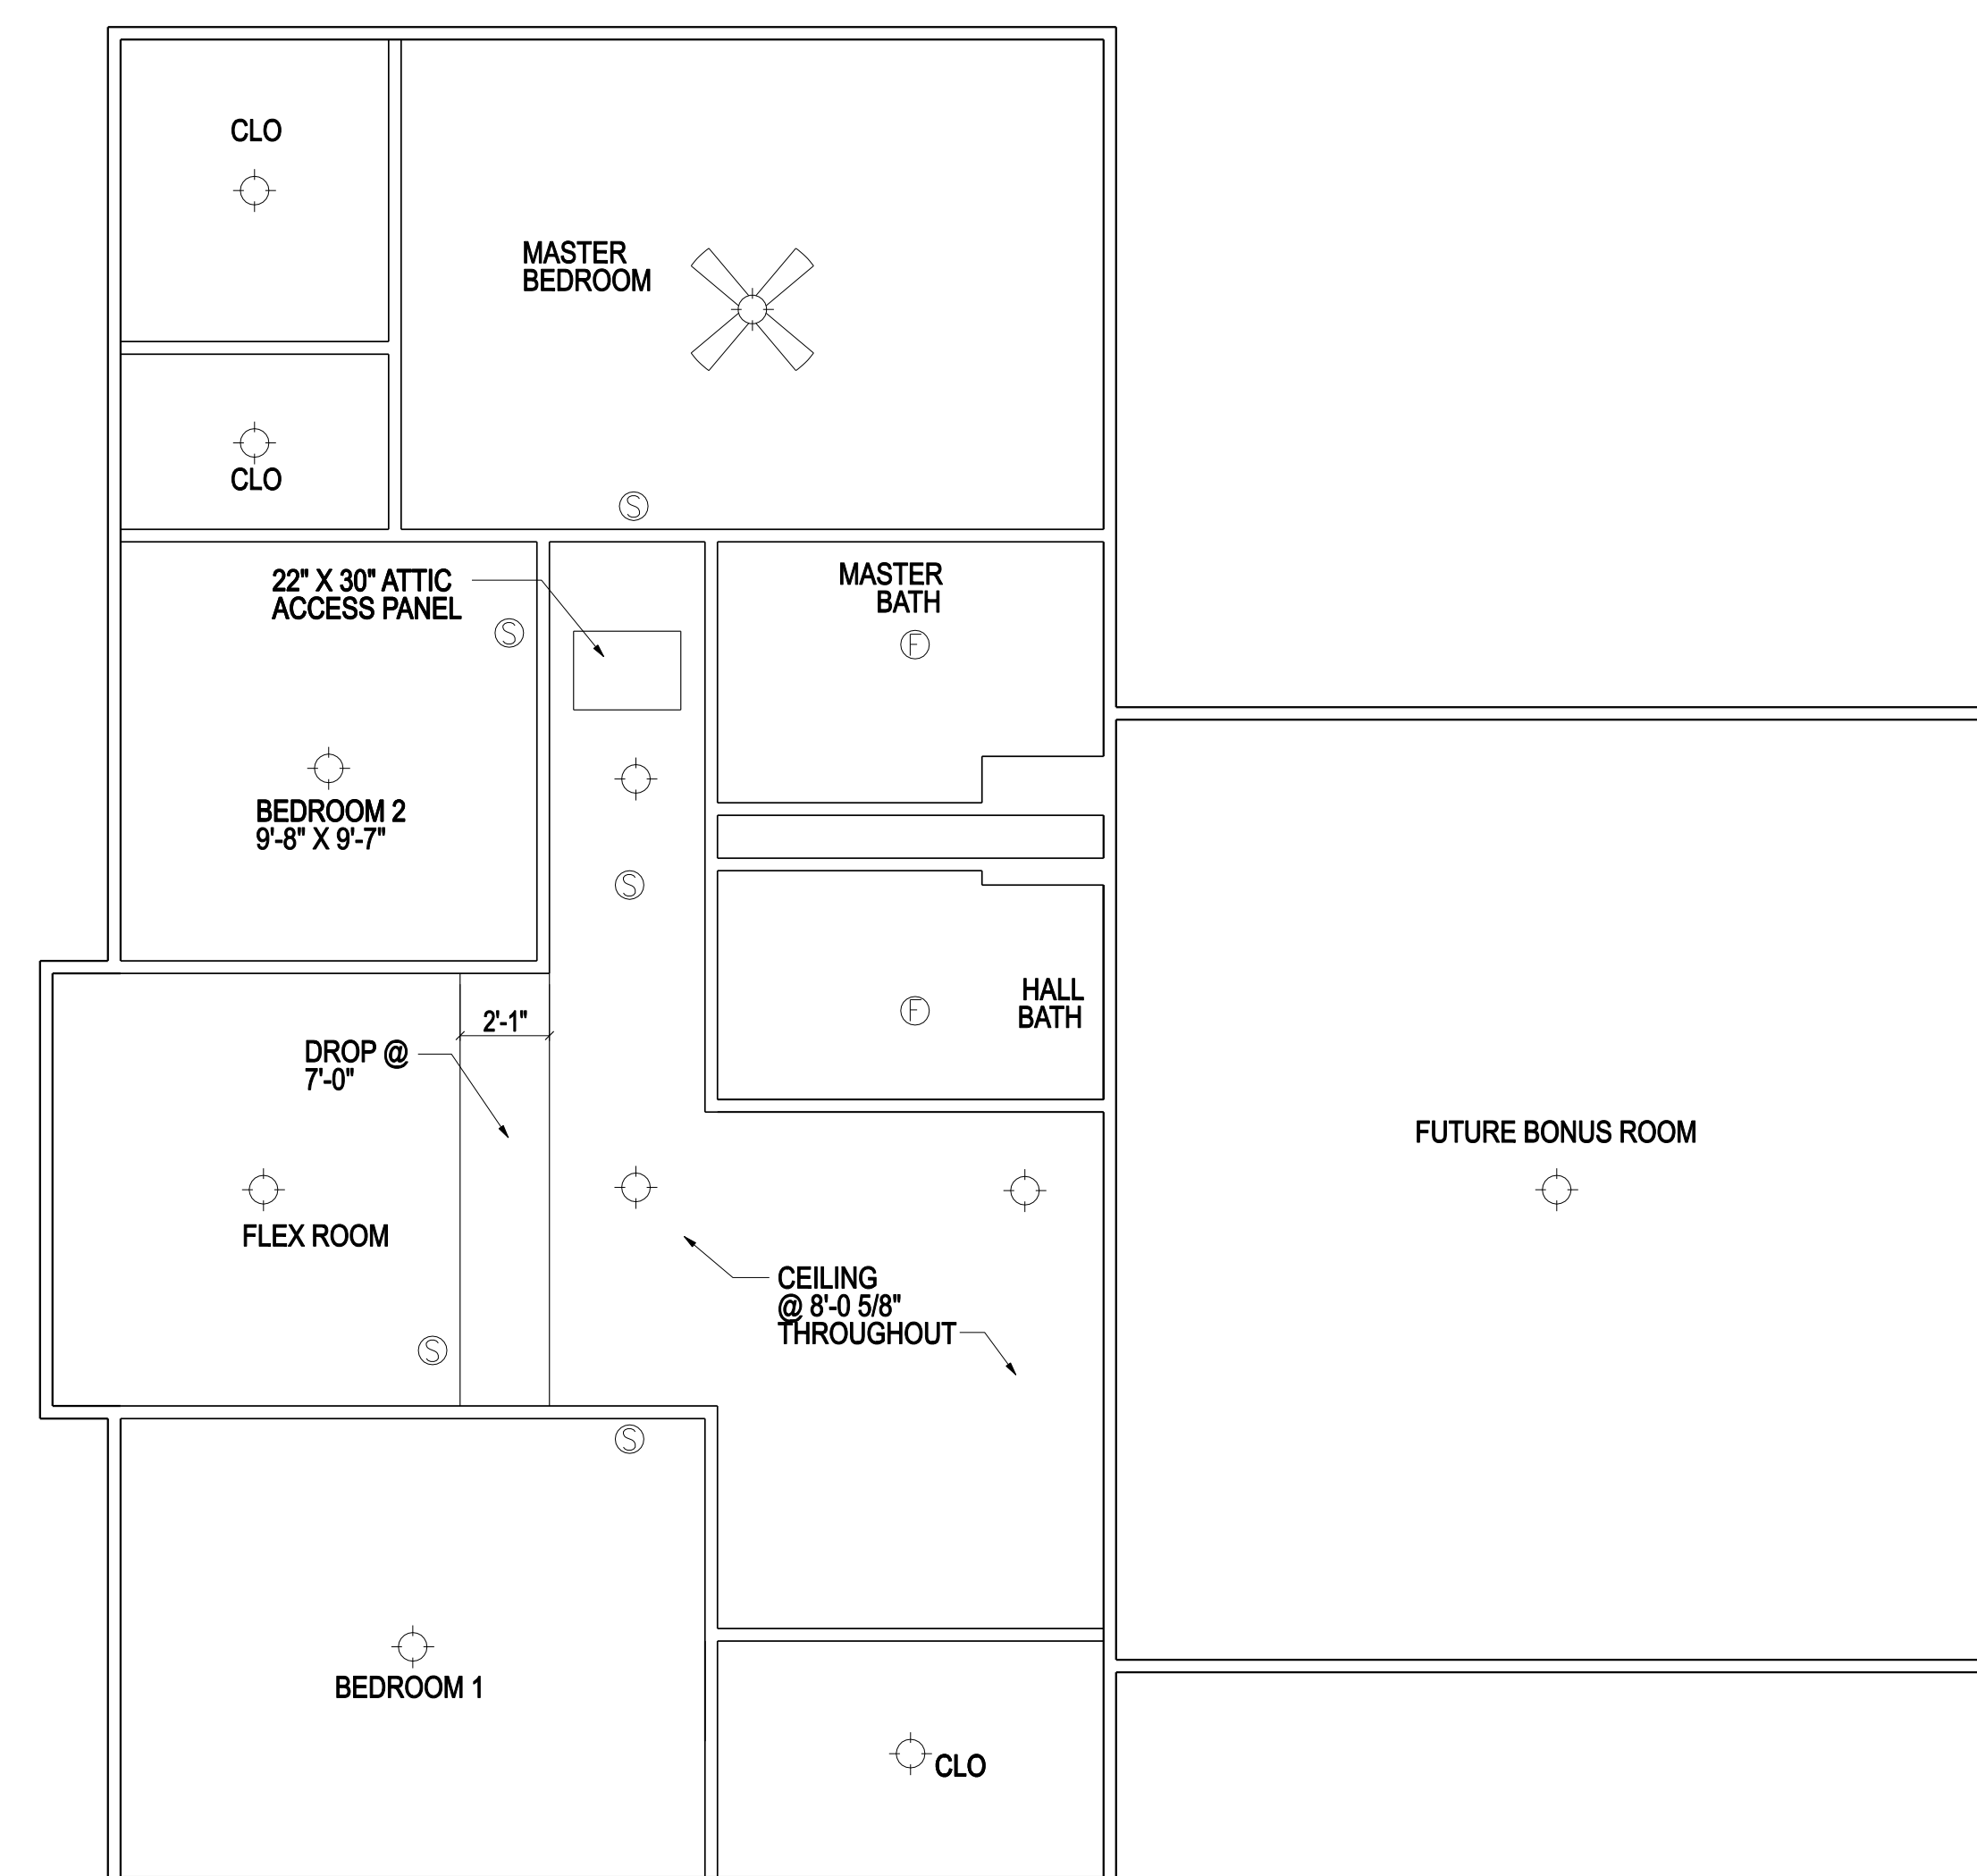 CLO
MASTER
BEDROOM
CLO
S
22" X 30" ATTIC
ACCESS PANEL
S
MASTER
BATH
F
BEDROOM 2
9'-8" X 9'-7"
S
HALL
BATH
F
2'-1"
DROP @
7'-0"
FUTURE BONUS ROOM
FLEX ROOM
CEILING
@ 8'-0 5/8"
THROUGHOUT
S
S
BEDROOM 1
CLO